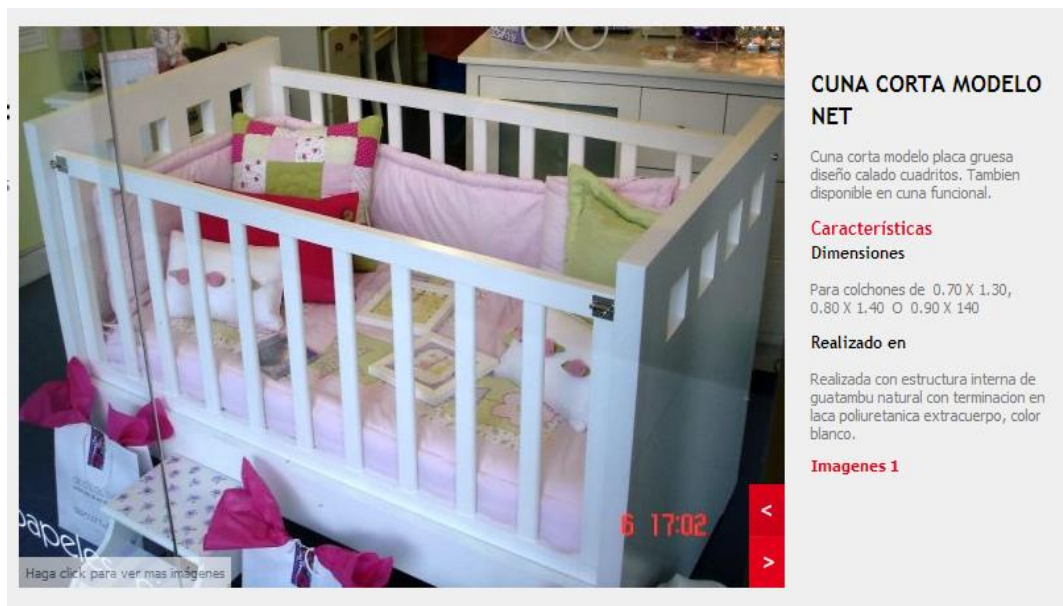 CUNA CORTA MODELO
NET
Cuna corta modelo placa gruesa
diseño calado cuadritos. Tambien
disponible en cuna funcional.
Características
Dimensiones
Para colchones de 0.70 X 1.30,
0.80 X 1.40 O 0.90 X 140
Realizado en
Realizada con estructura interna de
guatambu natural con terminacion en
laca poliuretanica extracuerpo, color
blanco.
Imagenes 1
6 17:02
<
>
papeles
Haga click para ver mas imágenes